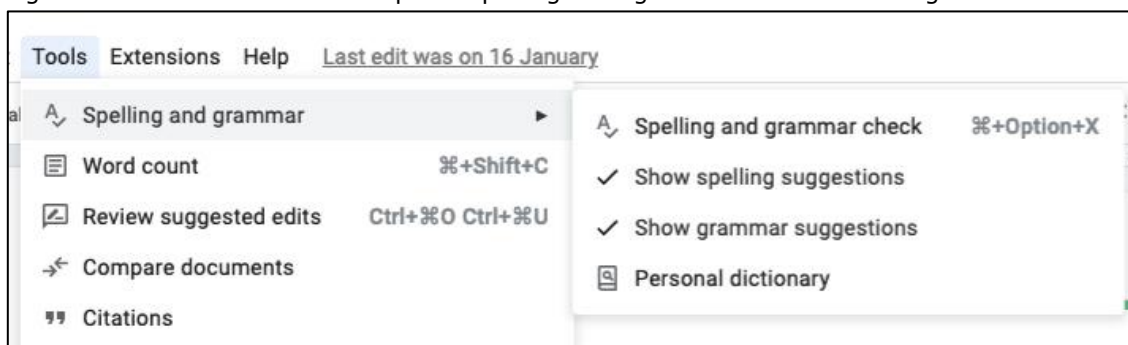 Tools Extensions Help Last edit was on 16 January
Spelling and grammar ▸
Word count ⌘+Shift+C
Review suggested edits Ctrl+⌘O Ctrl+⌘U
Compare documents
Citations
Spelling and grammar check ⌘+Option+X
Show spelling suggestions
Show grammar suggestions
Personal dictionary